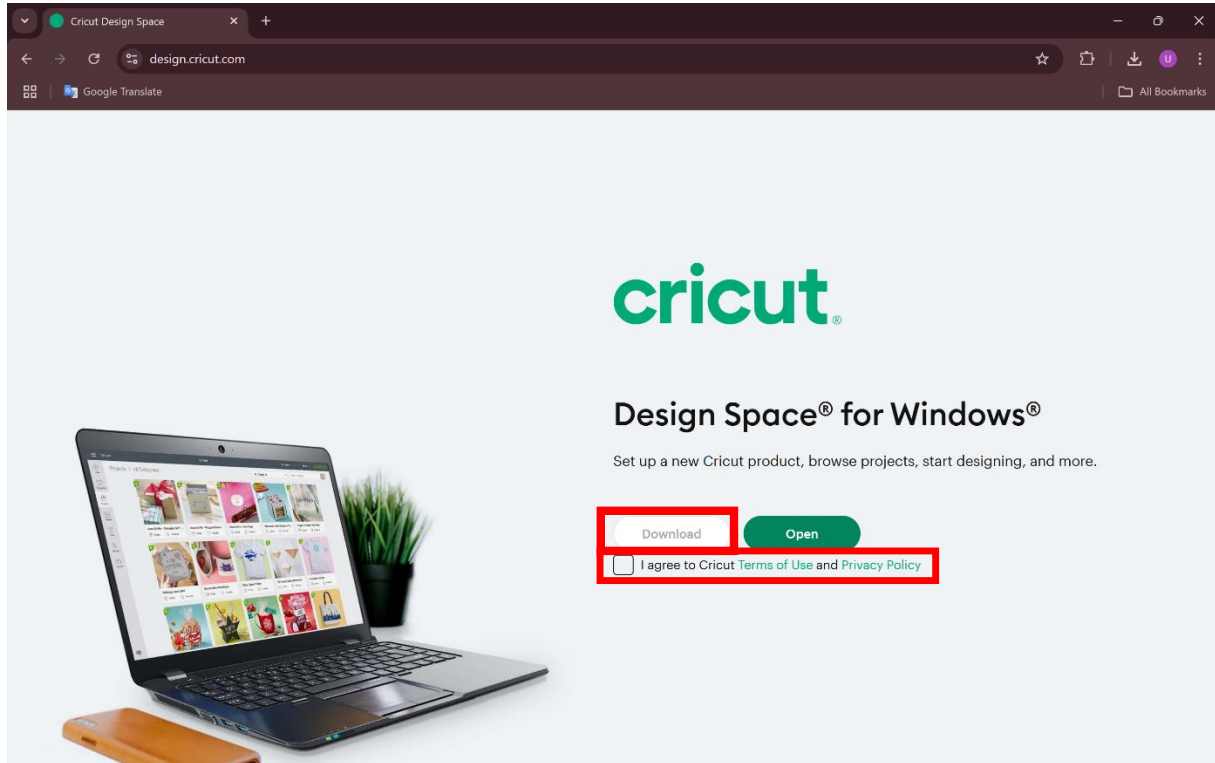 Cricut Design Space
design.cricut.com
U
Google Translate
All Bookmarks
cricut®
Design Space® for Windows®
Set up a new Cricut product, browse projects, start designing, and more.
Download
Open
I agree to Cricut Terms of Use and Privacy Policy